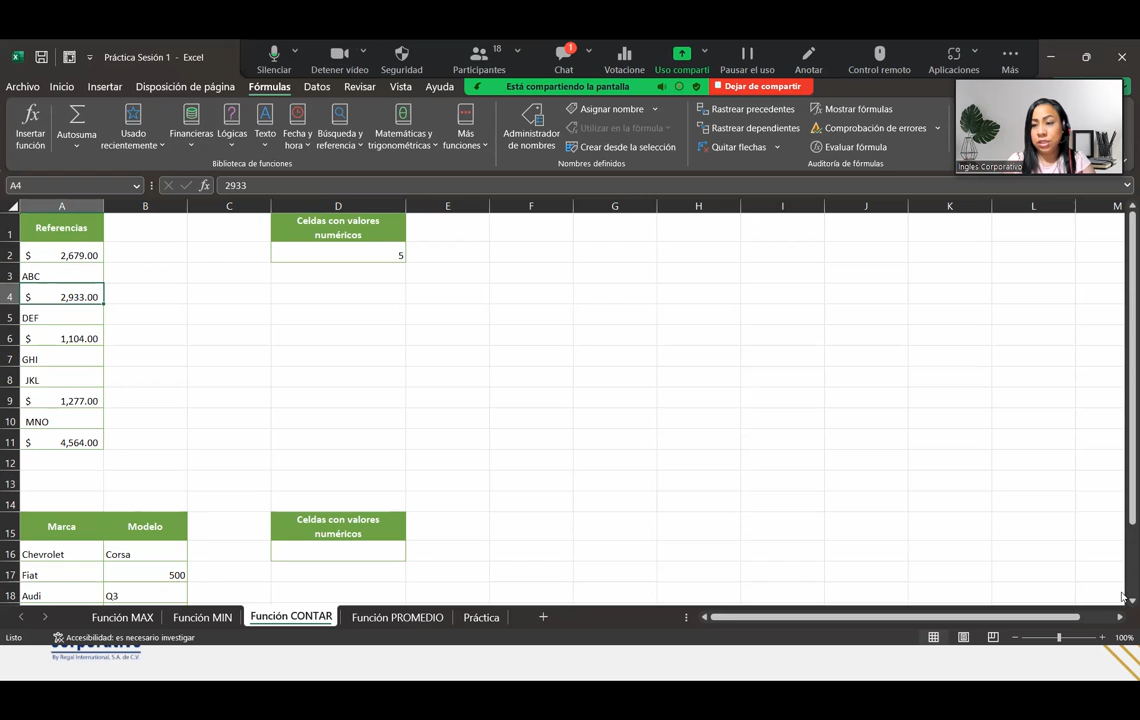 Práctica Sesión 1 - Excel
Silenciar
Detener vídeo
Seguridad
18
Participantes
1
Chat
Votacione
Uso comparti
Pausar el uso
Anotar
Control remoto
Aplicaciones
Más
Está compartiendo la pantalla
Dejar de compartir
Archivo Inicio Insertar Disposición de página Fórmulas Datos Revisar Vista Ayuda
Insertar función
Autosuma
Usado recientemente
Financieras
Lógicas
Texto
Fecha y hora
Búsqueda y referencia
Matemáticas y trigonométricas
Más funciones
Biblioteca de funciones
Administrador de nombres
Asignar nombre
Utilizar en la fórmula
Crear desde la selección
Nombres definidos
Rastrear precedentes
Rastrear dependientes
Quitar flechas
Mostrar fórmulas
Comprobación de errores
Evaluar fórmula
Auditoría de fórmulas
Ingles Corporativo
A4 fx 2933
A B C D E F G H I J K L M
1 Referencias Celdas con valores numéricos
2 $ 2,679.00 5
3 ABC
4 $ 2,933.00
5 DEF
6 $ 1,104.00
7 GHI
8 JKL
9 $ 1,277.00
10 MNO
11 $ 4,564.00
12
13
14
15 Marca Modelo Celdas con valores numéricos
16 Chevrolet Corsa
17 Fiat 500
18 Audi Q3
Función MAX Función MIN Función CONTAR Función PROMEDIO Práctica
Listo Accesibilidad: es necesario investigar 100%
By Regal International, S.A. de C.V.